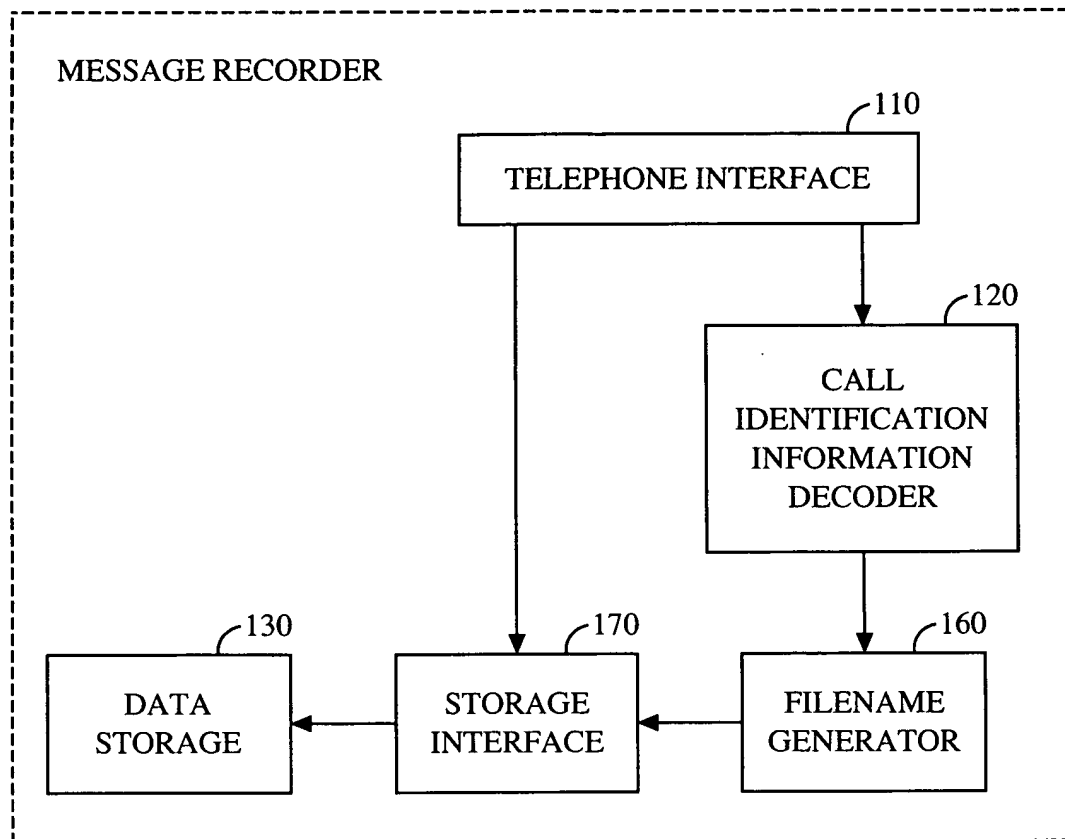 MESSAGE RECORDER
110
TELEPHONE INTERFACE
120
CALL
IDENTIFICATION
INFORMATION
DECODER
130
DATA
STORAGE
170
STORAGE
INTERFACE
160
FILENAME
GENERATOR